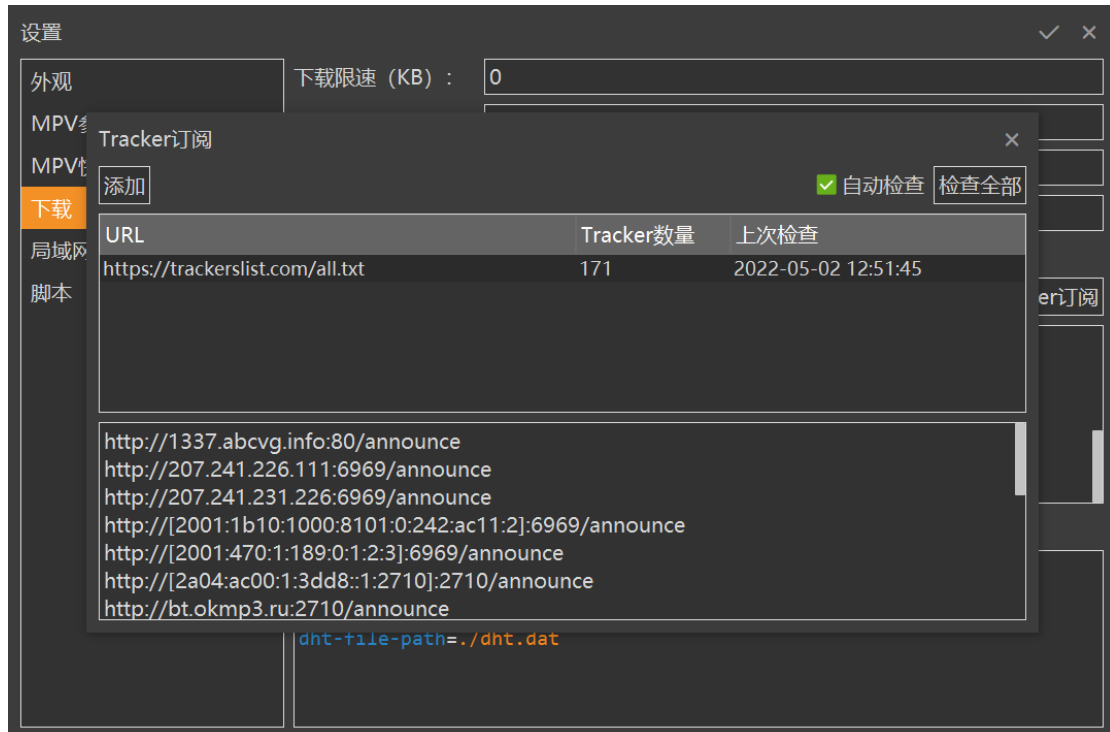 设置
外观
下载限速（KB）：
0
MPV
Tracker订阅
MPV
添加
自动检查
检查全部
下载
URL
Tracker数量
上次检查
局域网
https://trackerslist.com/all.txt
171
2022-05-02 12:51:45
脚本
er订阅
http://1337.abcvg.info:80/announce
http://207.241.226.111:6969/announce
http://207.241.231.226:6969/announce
http://[2001:1b10:1000:8101:0:242:ac11:2]:6969/announce
http://[2001:470:1:189:0:1:2:3]:6969/announce
http://[2a04:ac00:1:3dd8::1:2710]:2710/announce
http://bt.okmp3.ru:2710/announce
dht-file-path=./dht.dat